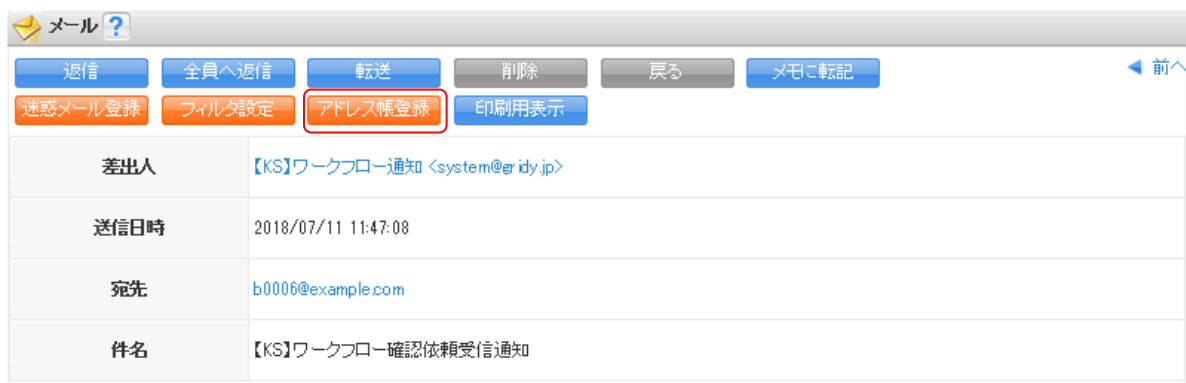 メール ?
返信 全員へ返信 転送 削除 戻る メモに転記 前へ
迷惑メール登録 フィルタ設定 アドレス帳登録 印刷用表示
差出人 【KS】ワークフロー通知 <system@gridy.jp>
送信日時 2018/07/11 11:47:08
宛先 b0006@example.com
件名 【KS】ワークフロー確認依頼受信通知